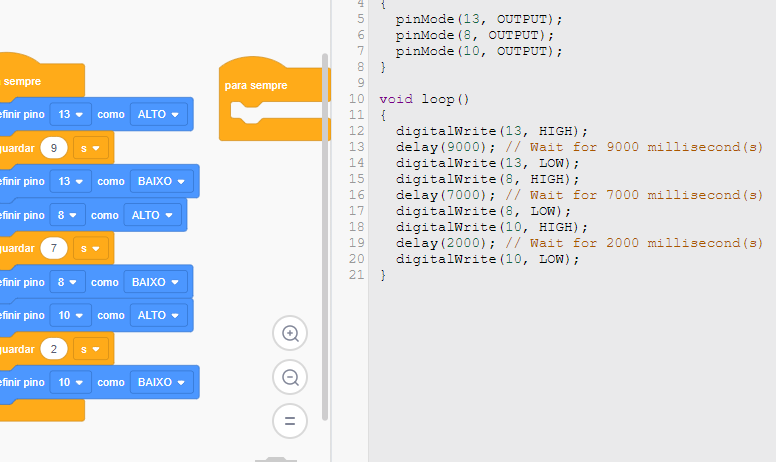 sempre
efinir pino 13 como ALTO
guardar 9 s
efinir pino 13 como BAIXO
efinir pino 8 como ALTO
guardar 7 s
efinir pino 8 como BAIXO
efinir pino 10 como ALTO
guardar 2 s
efinir pino 10 como BAIXO
para sempre
4 {
5 pinMode(13, OUTPUT);
6 pinMode(8, OUTPUT);
7 pinMode(10, OUTPUT);
8 }
9
10 void loop()
11 {
12 digitalWrite(13, HIGH);
13 delay(9000); // Wait for 9000 millisecond(s)
14 digitalWrite(13, LOW);
15 digitalWrite(8, HIGH);
16 delay(7000); // Wait for 7000 millisecond(s)
17 digitalWrite(8, LOW);
18 digitalWrite(10, HIGH);
19 delay(2000); // Wait for 2000 millisecond(s)
20 digitalWrite(10, LOW);
21 }